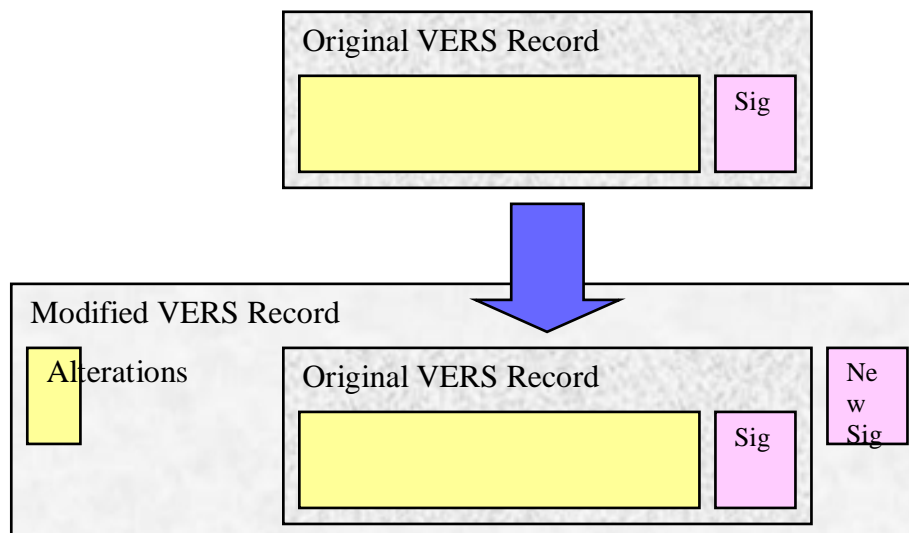 Original VERS Record
Sig
Modified VERS Record
Alterations
Original VERS Record
Sig
Ne
w
Sig